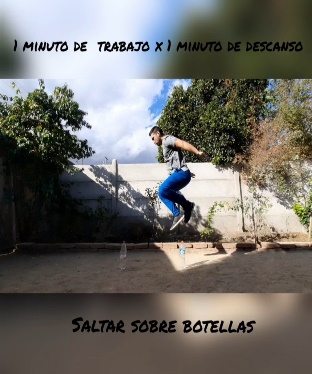 1 minuto de trabajo x 1 minuto de descanso
Saltar sobre botellas